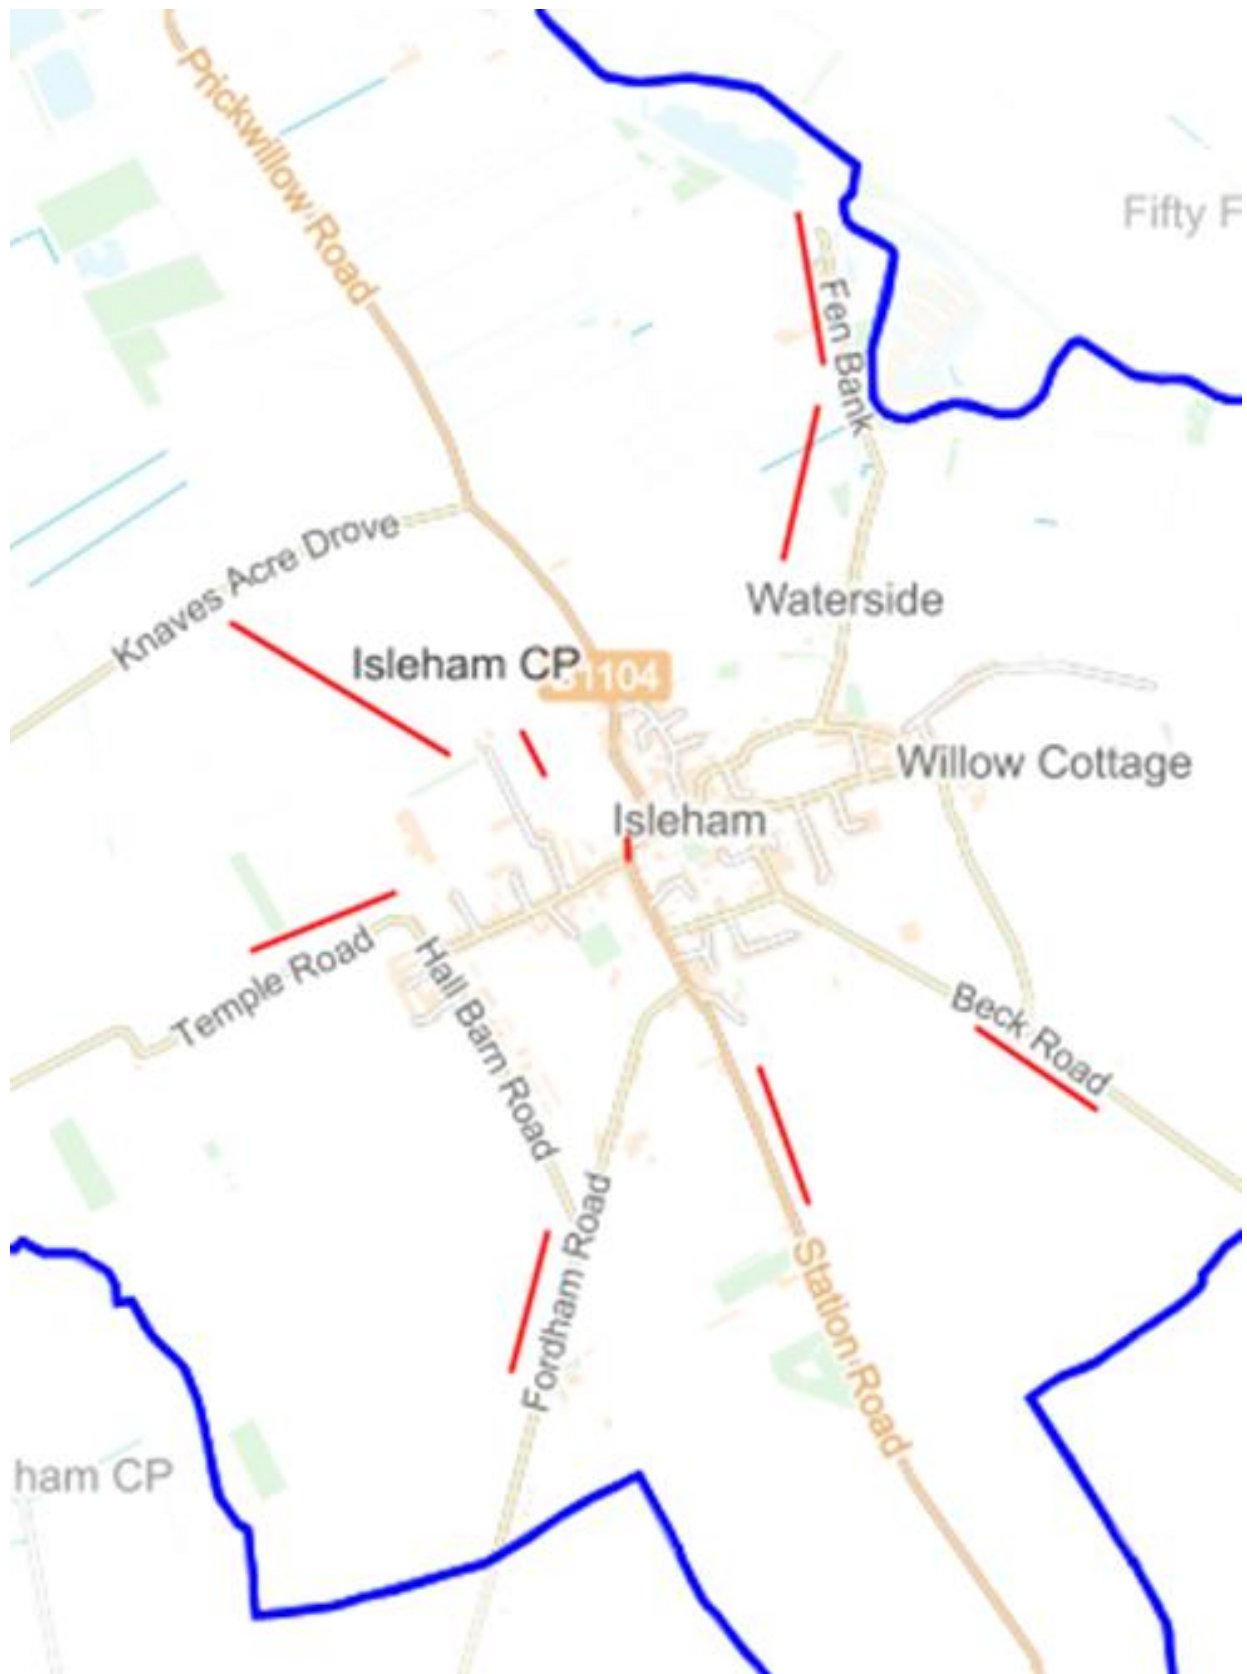 Prickwillow Road
Fifty F
Fen Bank
Knaves Acre Drove
Waterside
Isleham CP
1104
Willow Cottage
Isleham
Temple Road
Hall Barn Road
Beck Road
Fordham Road
Station Road
ham CP